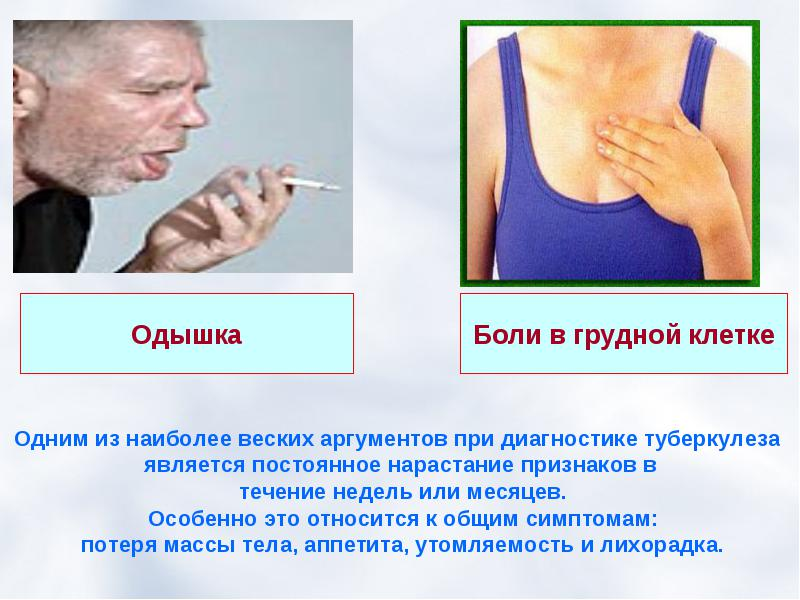 Одышка
Боли в грудной клетке
Одним из наиболее веских аргументов при диагностике туберкулеза
является постоянное нарастание признаков в
течение недель или месяцев.
Особенно это относится к общим симптомам:
потеря массы тела, аппетита, утомляемость и лихорадка.